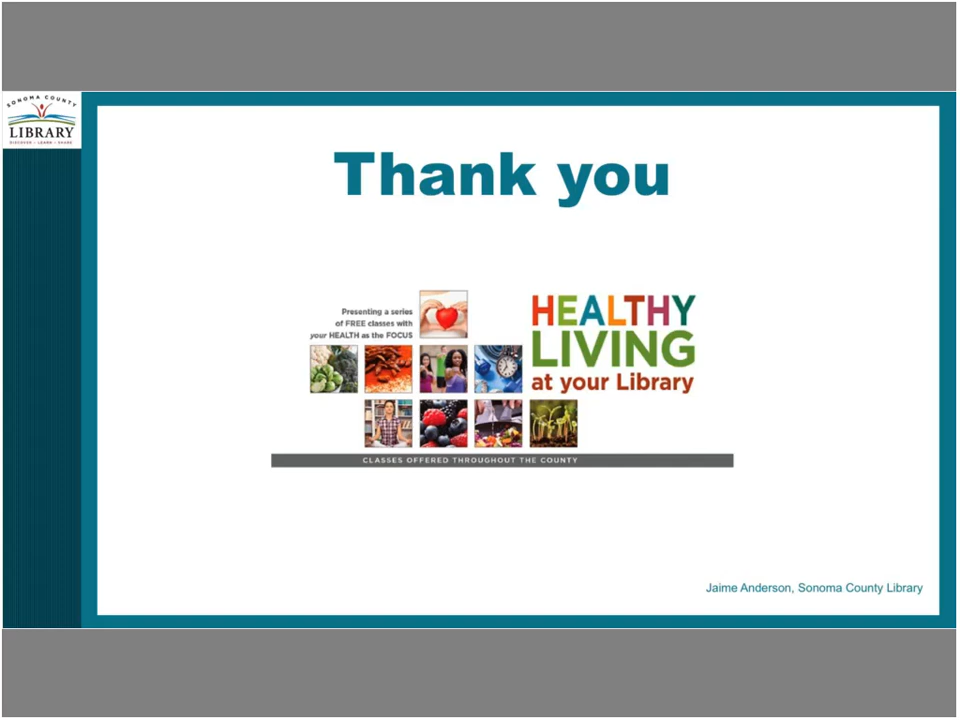 SONOMA COUNTY
LIBRARY
DISCOVER · LEARN · SHARE
Thank you
Presenting a series
of FREE classes with
your HEALTH as the FOCUS
HEALTHY
LIVING
at your Library
CLASSES OFFERED THROUGHOUT THE COUNTY
Jaime Anderson, Sonoma County Library